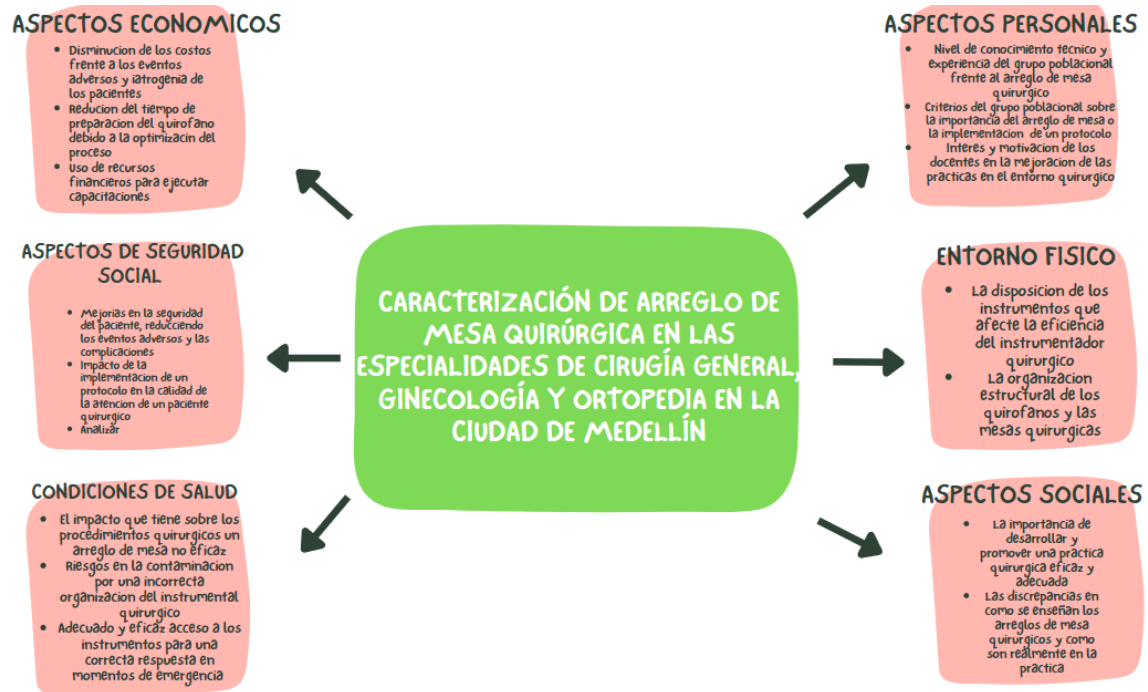 ASPECTOS ECONOMICOS
• Disminucion de los costos
frente a los eventos
adversos y iatrogenia de
los pacientes
• Reducion del tiempo de
preparacion del quirofano
debido a la optimizacin del
proceso
• Uso de recursos
financieros para ejecutar
capacitaciones
ASPECTOS DE SEGURIDAD
SOCIAL
• Mejorias en la seguridad
del paciente, reducciendo
los eventos adversos y las
complicaciones
• Impacto de la
implementacion de un
protocolo en la calidad de
la atencion de un paciente
quirurgico
• Analizar
CONDICIONES DE SALUD
• El impacto que tiene sobre los
procedimientos quirurgicos un
arreglo de mesa no eficaz
• Riesgos en la contaminacion
por una incorrecta
organizacion del instrumental
quirurgico
• Adecuado y eficaz acceso a los
instrumentos para una
correcta respuesta en
momentos de emergencia
CARACTERIZACIÓN DE ARREGLO DE
MESA QUIRÚRGICA EN LAS
ESPECIALIDADES DE CIRUGÍA GENERAL,
GINECOLOGÍA Y ORTOPEDIA EN LA
CIUDAD DE MEDELLÍN
ASPECTOS PERSONALES
• Nivel de conocimiento tecnico y
experiencia del grupo poblacional
frente al arreglo de mesa
quirurgico
• Criterios del grupo poblacional sobre
la importancia del arreglo de mesa o
la implementacion de un protocolo
• Interes y motivacion de los
docentes en la mejoracion de las
practicas en el entorno quirurgico
ENTORNO FISICO
• La disposicion de los
instrumentos que
afecte la eficiencia
del instrumentador
quirurgico
• La organizacion
estructural de los
quirofanos y las
mesas quirurgicas
ASPECTOS SOCIALES
• La importancia de
desarrollar y
promover una practica
quirurgica eficaz y
adecuada
• Las discrepancias en
como se enseñan los
arreglos de mesa
quirurgicos y como
son realmente en la
practica